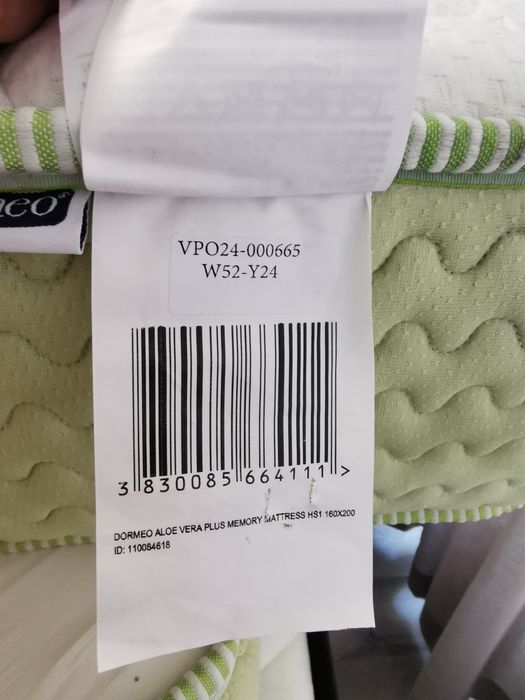 VPO24-000665
W52-Y24
3 830085 664111 >
DORMEO ALOE VERA PLUS MEMORY MATTRESS HS1 160X200
ID: 110084618